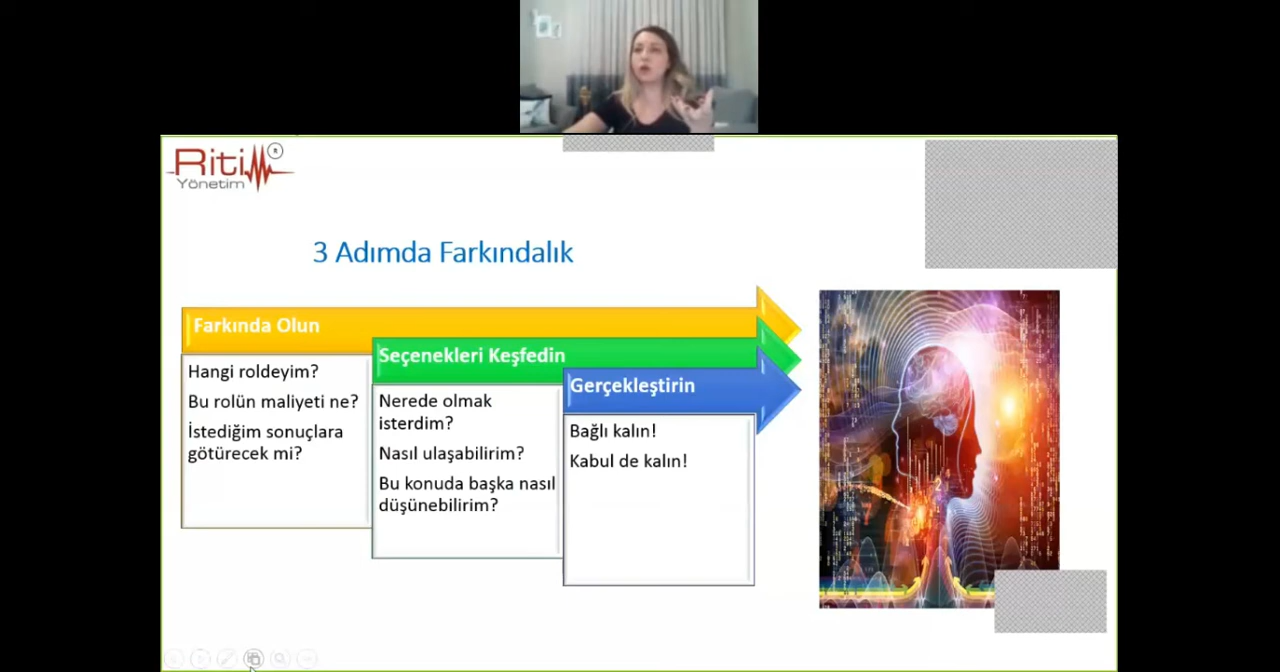 Riti
Yönetim
3 Adımda Farkındalık
Farkında Olun
Hangi roldeyim?
Bu rolün maliyeti ne?
İstediğim sonuçlara
götürecek mi?
Seçenekleri Keşfedin
Nerede olmak
isterdim?
Nasıl ulaşabilirim?
Bu konuda başka nasıl
düşünebilirim?
Gerçekleştirin
Bağlı kalın!
Kabul de kalın!